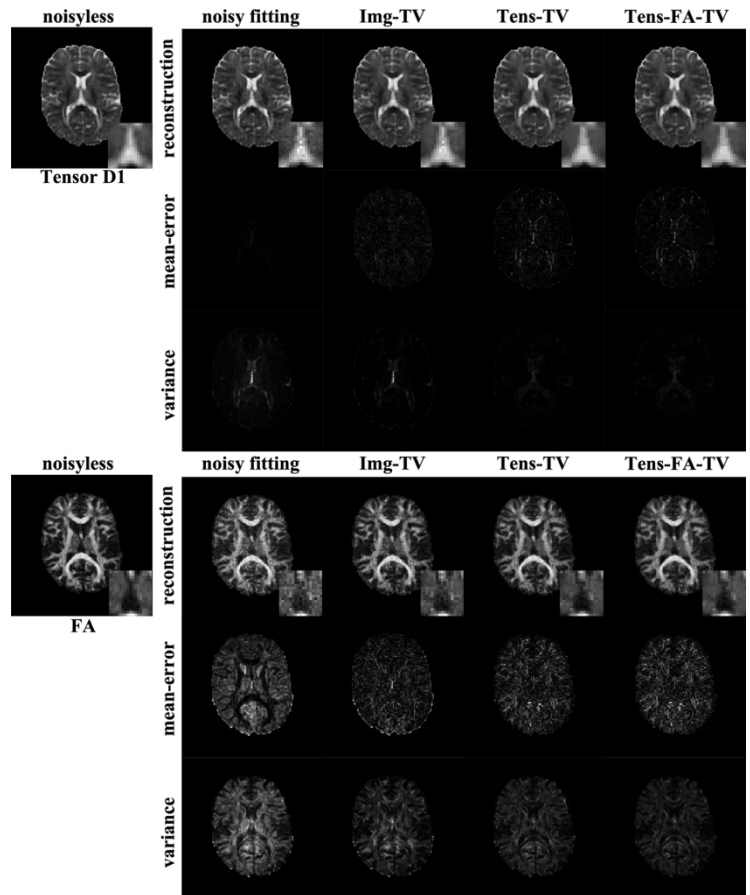 noisyless noisy fitting Img-TV Tens-TV Tens-FA-TV
reconstruction
Tensor D1
mean-error
variance
noisyless noisy fitting Img-TV Tens-TV Tens-FA-TV
reconstruction
FA
mean-error
variance